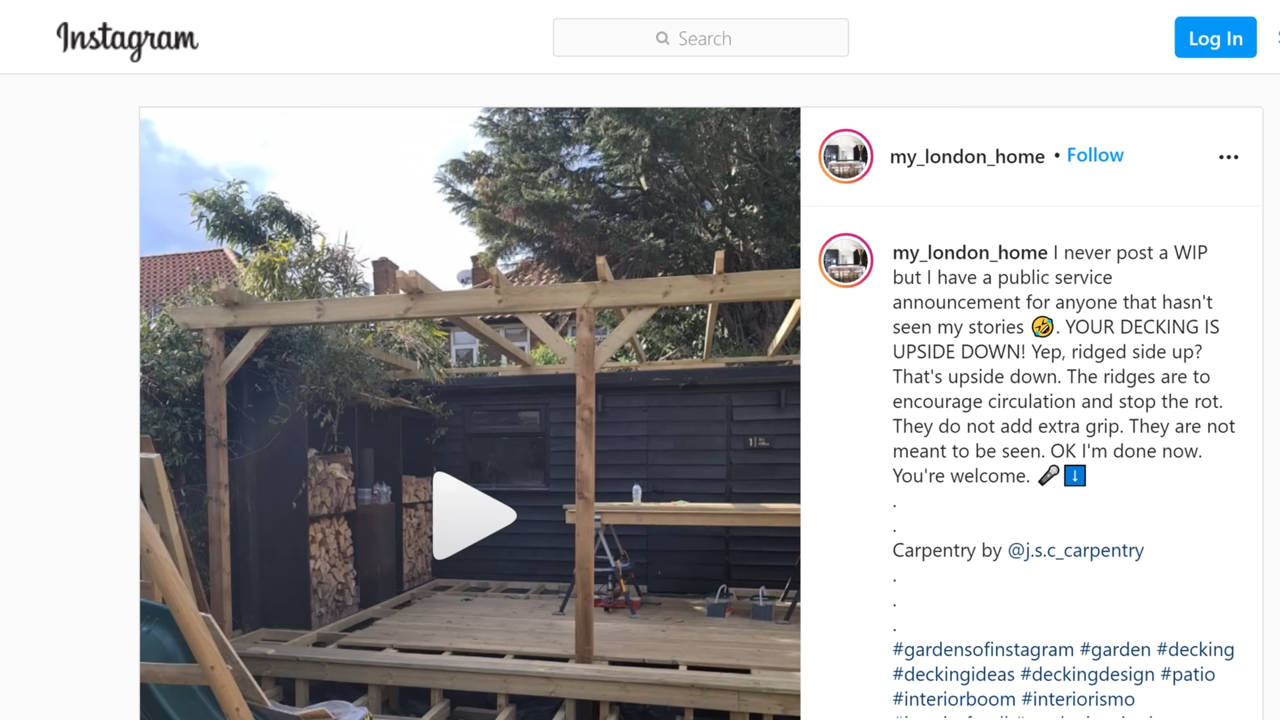 Instagram
Search
Log In
my_london_home • Follow
my_london_home I never post a WIP
but I have a public service
announcement for anyone that hasn't
seen my stories 🤣. YOUR DECKING IS
UPSIDE DOWN! Yep, ridged side up?
That's upside down. The ridges are to
encourage circulation and stop the rot.
They do not add extra grip. They are not
meant to be seen. OK I'm done now.
You're welcome. 🎤⬇️
.
.
Carpentry by @j.s.c_carpentry
.
.
.
#gardensofinstagram #garden #decking
#deckingideas #deckingdesign #patio
#interiorboom #interiorismo